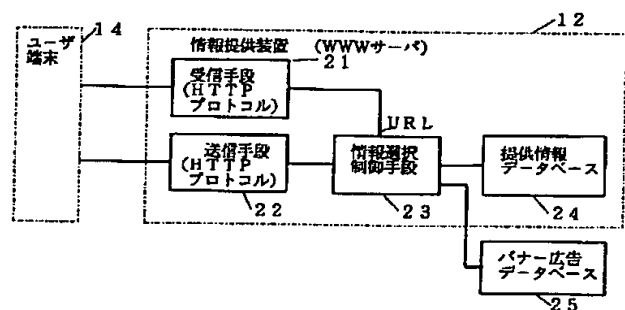 14
ユーザ
端末
12
情報提供装置 (WWWサーバ)
21
受信手段
(HTTP
プロトコル)
URL
送信手段
(HTTP
プロトコル)
22
情報選択
制御手段
23
提供情報
データベース
24
バナー広告
データベース
25